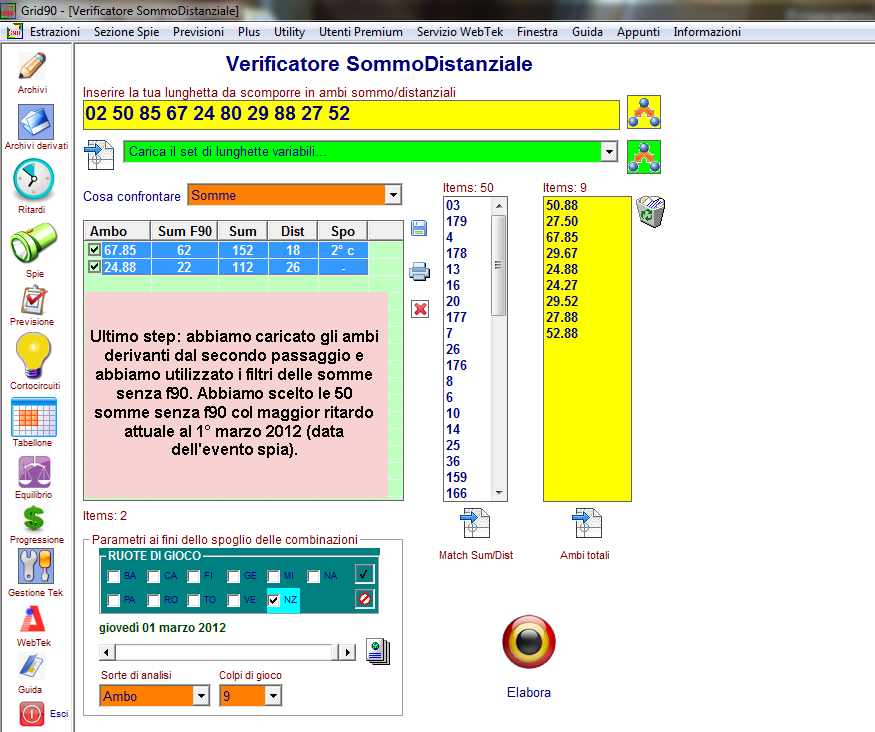 Grid90 - [Verificatore SommoDistanziale]
Estrazioni Sezione Spie Previsioni Plus Utility Utenti Premium Servizio WebTek Finestra Guida Appunti Informazioni
Archivi
Archivi derivati
Ritardi
Spie
Previsione
Cortocircuiti
Tabellone
Equilibrio
Progressione
Gestione Tek
WebTek
Guida
Esci
Verificatore SommoDistanziale
Inserire la tua lunghetta da scomporre in ambi sommo/distanziali
02 50 85 67 24 80 29 88 27 52
Carica il set di lunghette variabili...
Cosa confrontare Somme
Ambo Sum F90 Sum Dist Spo
67.85 62 152 18 2° c
24.88 22 112 26 -
Ultimo step: abbiamo caricato gli ambi
derivanti dal secondo passaggio e
abbiamo utilizzato i filtri delle somme
senza f90. Abbiamo scelto le 50
somme senza f90 col maggior ritardo
attuale al 1° marzo 2012 (data
dell'evento spia).
Items: 2
Items: 50
03
179
4
178
13
16
20
177
7
26
176
8
6
10
14
25
36
159
166
Match Sum/Dist
Items: 9
50.88
27.50
67.85
29.67
24.88
24.27
29.52
27.88
52.88
Ambi totali
Parametri ai fini dello spoglio delle combinazioni
RUOTE DI GIOCO
BA CA FI GE MI NA
PA RO TO VE NZ
giovedì 01 marzo 2012
Sorte di analisi Colpi di gioco
Ambo 9
Elabora